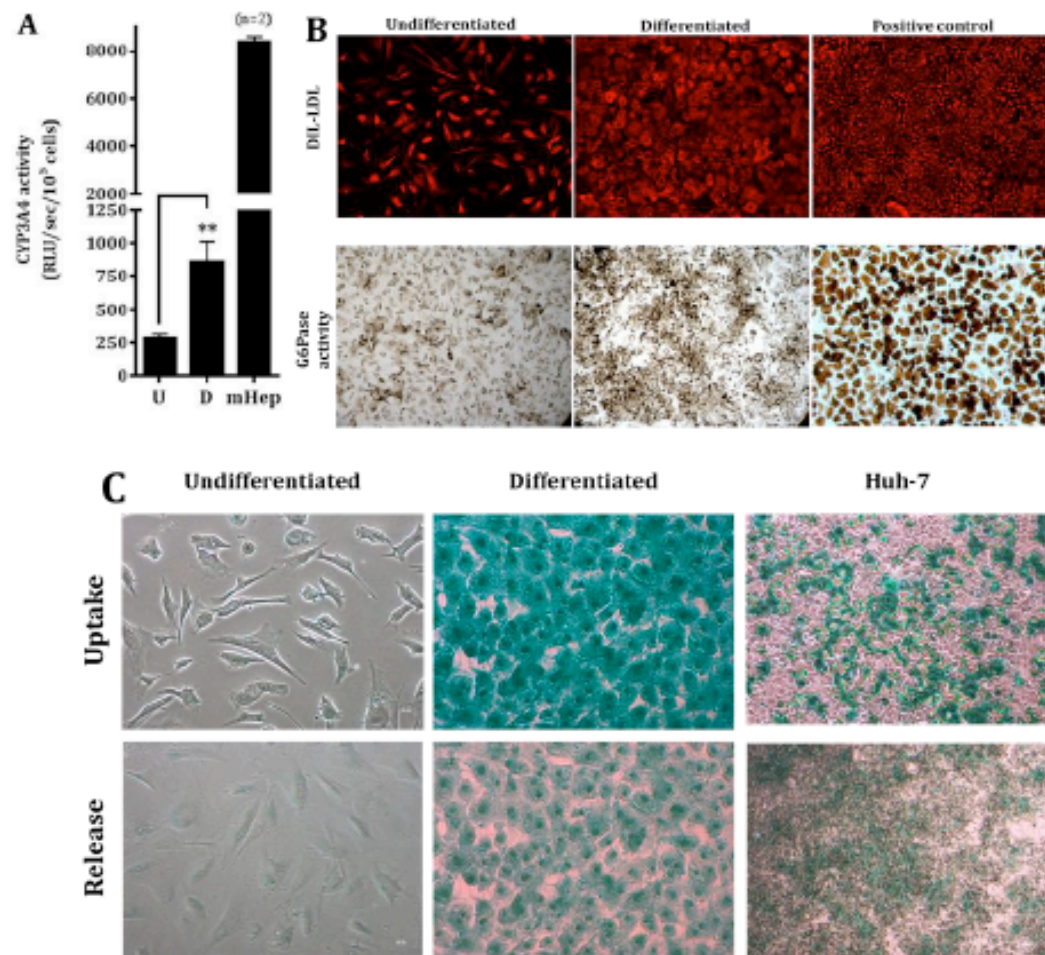 A
(n=2)
CYP3A4 activity
(RLU/sec/10⁵ cells)
8000
6000
4000
2000
1250
1000
750
500
250
0
**
U D mHep
B
Undifferentiated Differentiated Positive control
DiL-LDL
G6Pase
activity
C
Undifferentiated Differentiated Huh-7
Uptake
Release